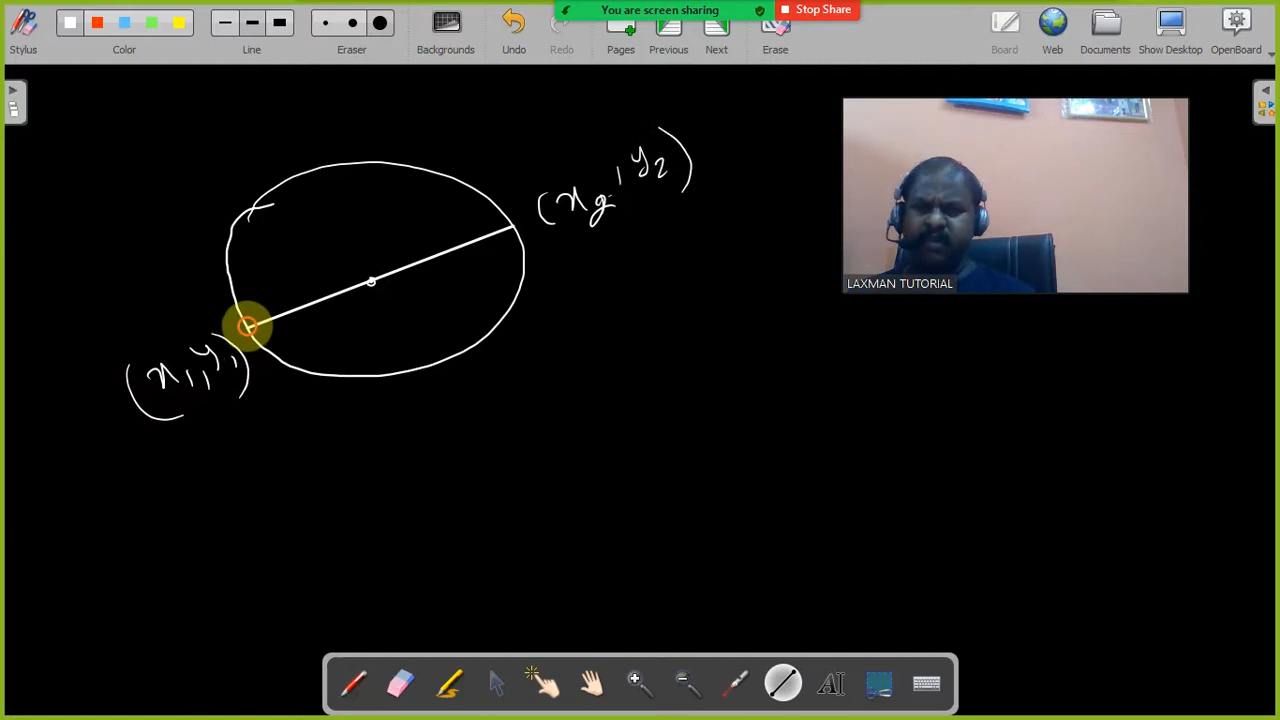 You are screen sharing
Stop Share
Stylus
Color
Line
Eraser
Backgrounds
Undo
Redo
Pages
Previous
Next
Erase
Board
Web
Documents
Show Desktop
OpenBoard
(x₂, y₂)
(x₁, y₁)
LAXMAN TUTORIAL
AI